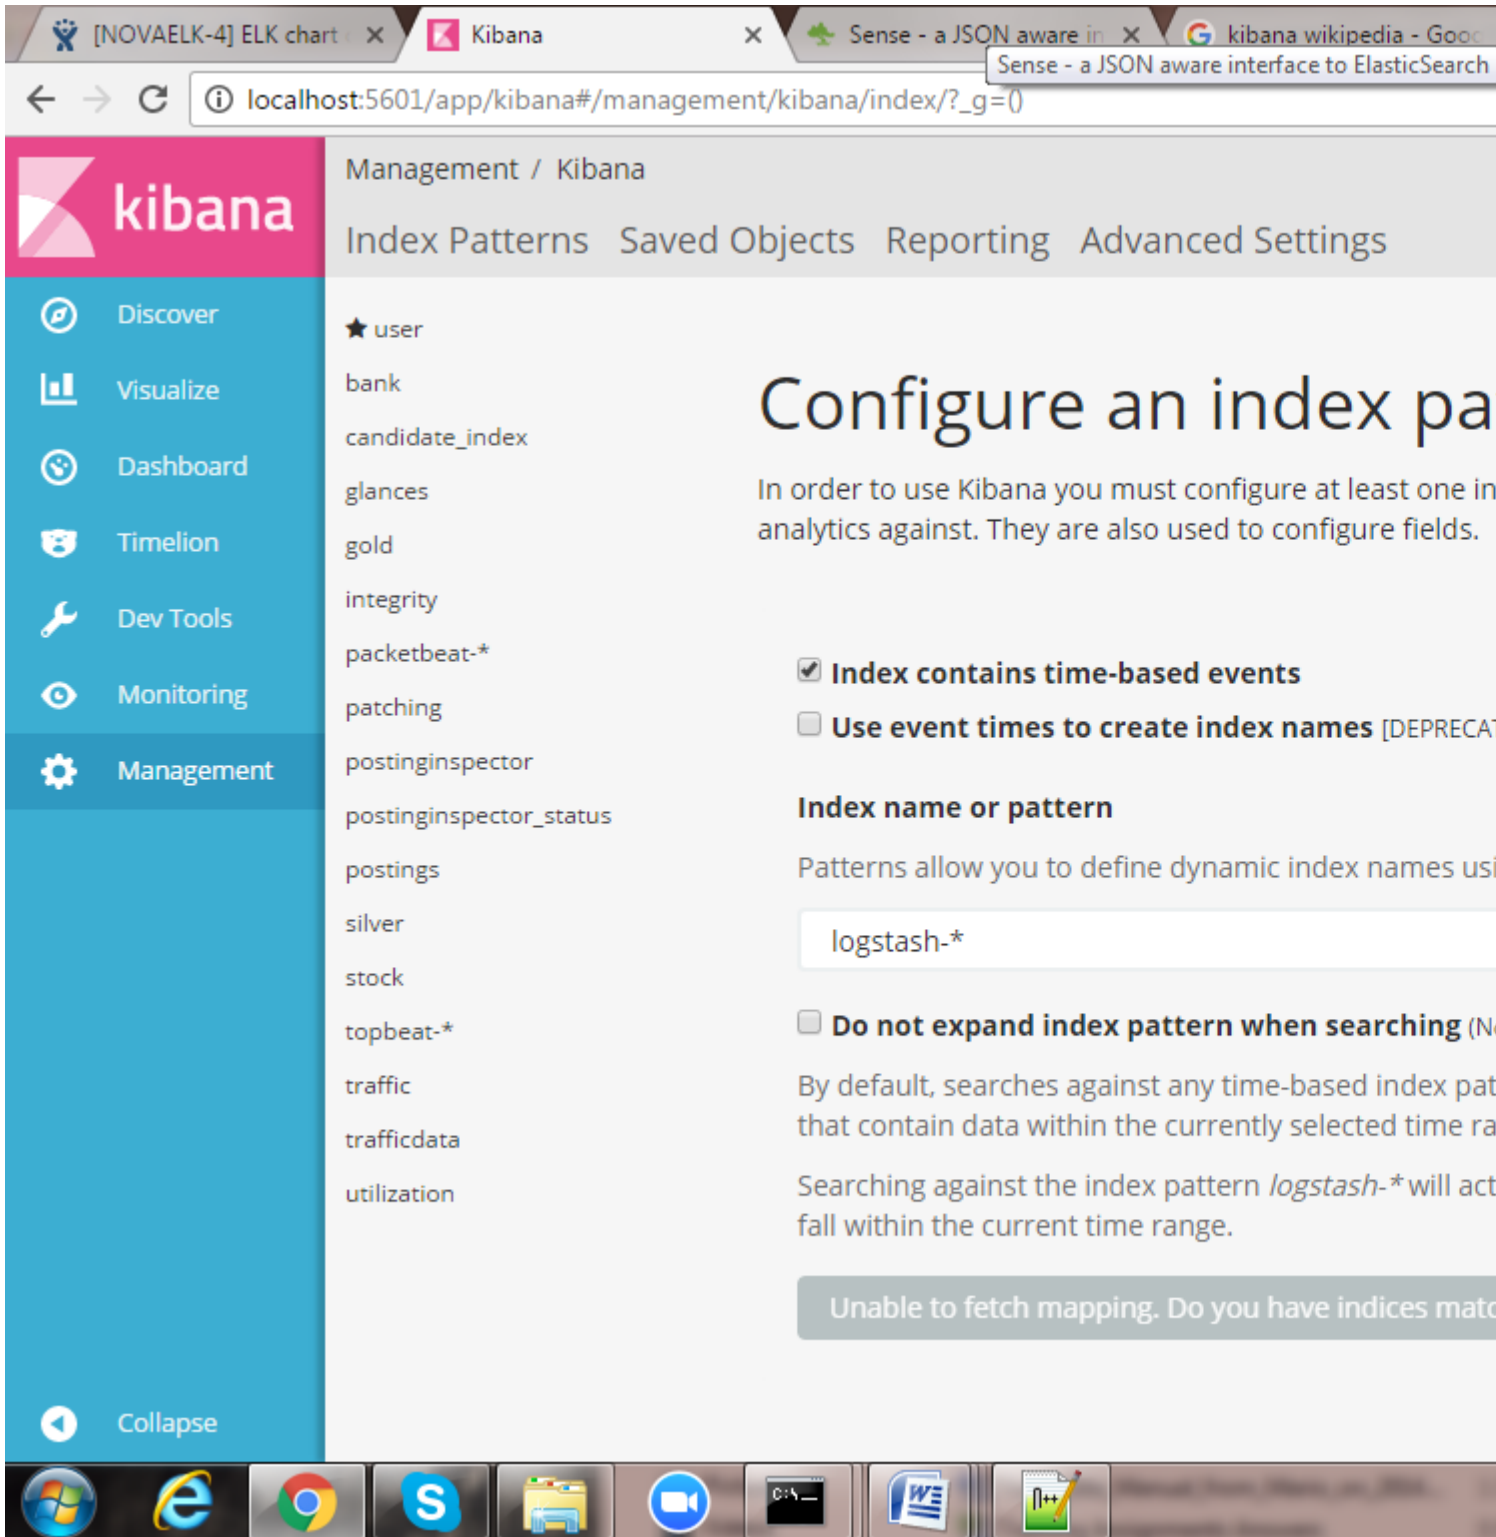 [NOVAELK-4] ELK chart
Kibana
Sense - a JSON aware in
kibana wikipedia - Goo
Sense - a JSON aware interface to ElasticSearch
localhost:5601/app/kibana#/management/kibana/index/?_g=()
kibana
Management / Kibana
Index Patterns Saved Objects Reporting Advanced Settings
Discover
Visualize
Dashboard
Timelion
Dev Tools
Monitoring
Management
Collapse
user
bank
candidate_index
glances
gold
integrity
packetbeat-*
patching
postinginspector
postinginspector_status
postings
silver
stock
topbeat-*
traffic
trafficdata
utilization
Configure an index pa
In order to use Kibana you must configure at least one in
analytics against. They are also used to configure fields.
Index contains time-based events
Use event times to create index names [DEPRECAT
Index name or pattern
Patterns allow you to define dynamic index names usi
logstash-*
Do not expand index pattern when searching (N
By default, searches against any time-based index pat
that contain data within the currently selected time ra
Searching against the index pattern logstash-* will act
fall within the current time range.
Unable to fetch mapping. Do you have indices matc
C:\_
S
W
n++